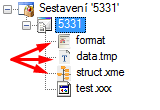 Sestavení '5331'
5331
format
data.tmp
struct.xme
test.xxx